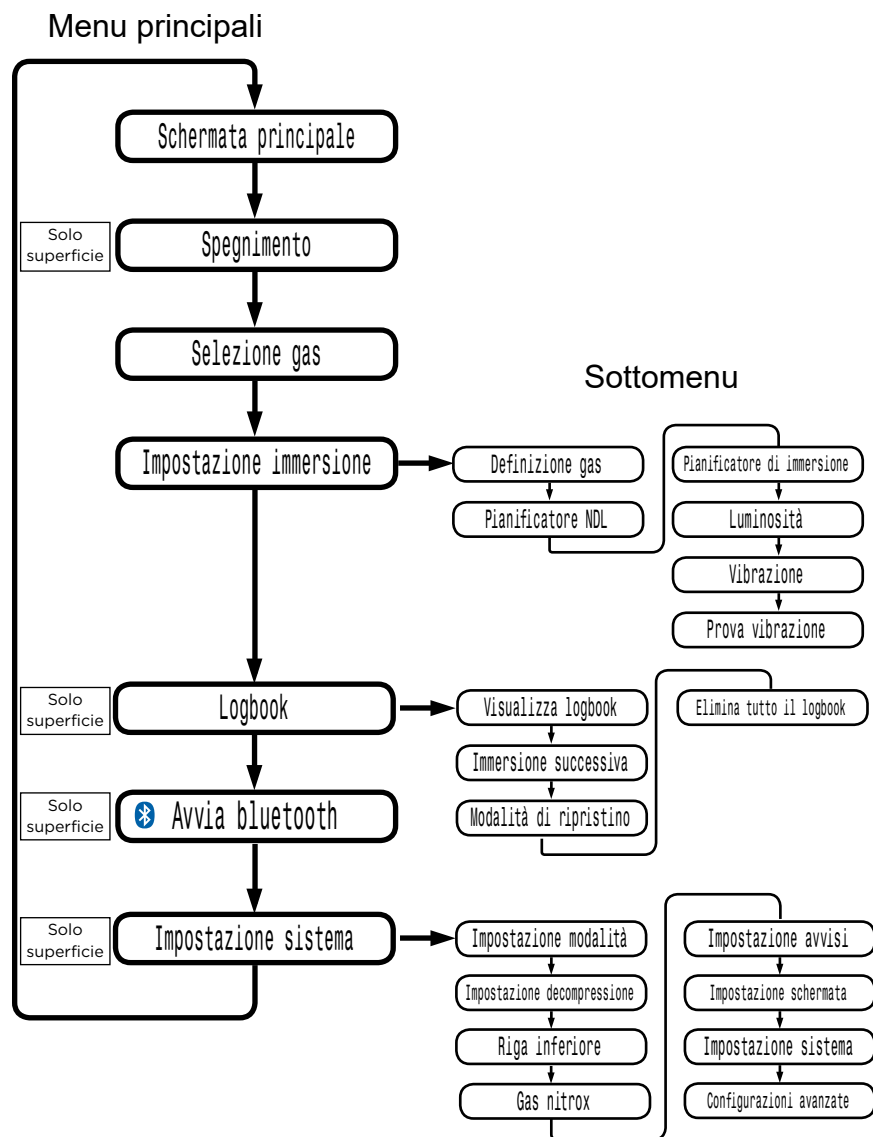 Menu principali
Schermata principale
Solo
superficie
Spegnimento
Selezione gas
Sottomenu
Impostazione immersione
Definizione gas
Pianificatore NDL
Pianificatore di immersione
Luminosità
Vibrazione
Prova vibrazione
Solo
superficie
Logbook
Visualizza logbook
Immersione successiva
Modalità di ripristino
Elimina tutto il logbook
Solo
superficie
Avvia bluetooth
Solo
superficie
Impostazione sistema
Impostazione modalità
Impostazione decompressione
Riga inferiore
Gas nitrox
Impostazione avvisi
Impostazione schermata
Impostazione sistema
Configurazioni avanzate